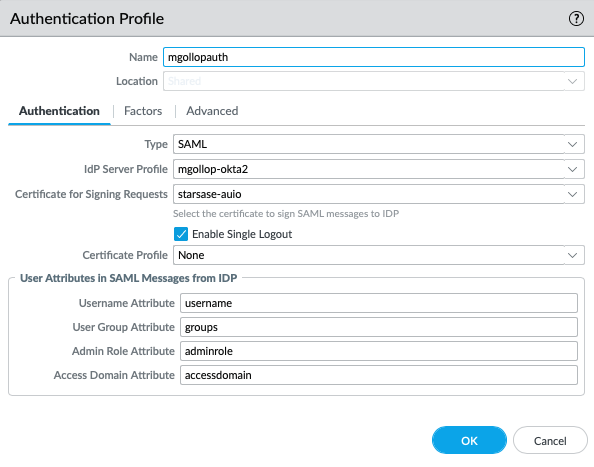 Authentication Profile
Name mgollopauth
Location Shared
Authentication Factors Advanced
Type SAML
IdP Server Profile mgollop-okta2
Certificate for Signing Requests starsase-auio
Select the certificate to sign SAML messages to IDP
Enable Single Logout
Certificate Profile None
User Attributes in SAML Messages from IDP
Username Attribute username
User Group Attribute groups
Admin Role Attribute adminrole
Access Domain Attribute accessdomain
OK Cancel